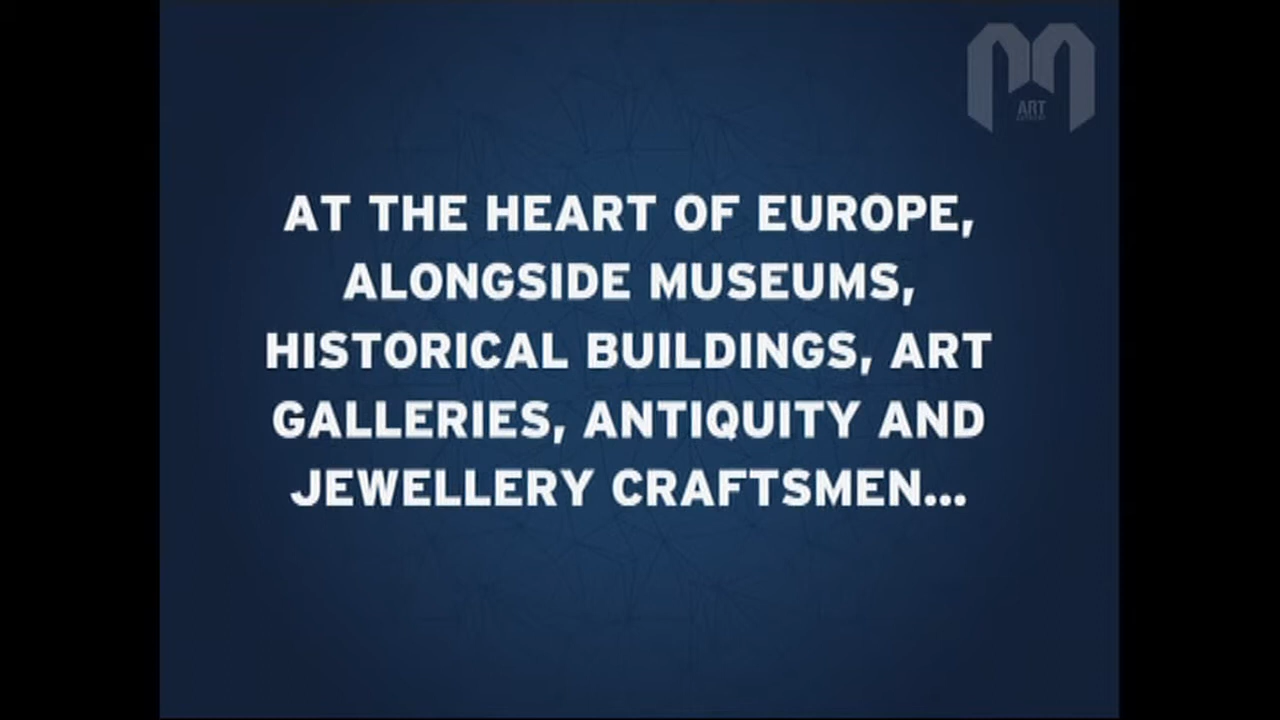 ART
AT THE HEART OF EUROPE,
ALONGSIDE MUSEUMS,
HISTORICAL BUILDINGS, ART
GALLERIES, ANTIQUITY AND
JEWELLERY CRAFTSMEN...